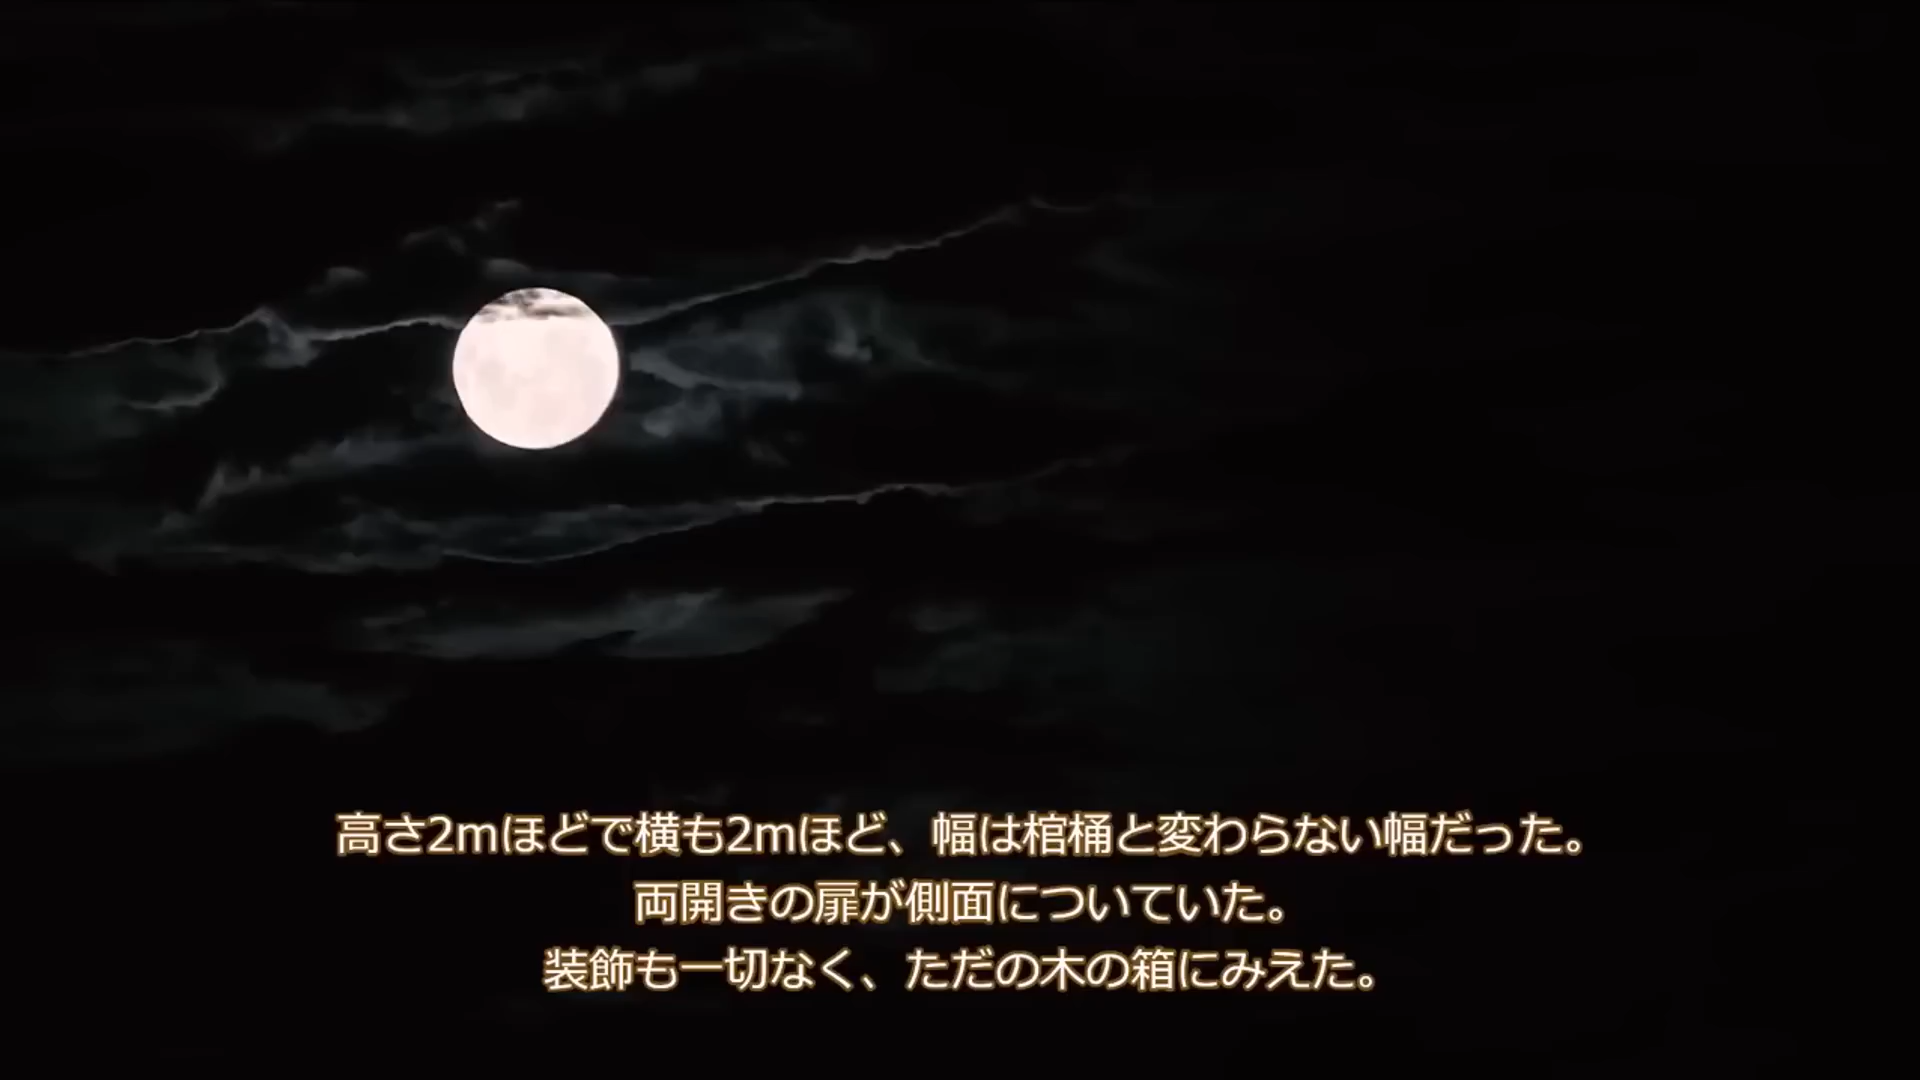 高さ2mほどで横も2mほど、幅は棺桶と変わらない幅だった。
両開きの扉が側面についていた。
装飾も一切なく、ただの木の箱にみえた。